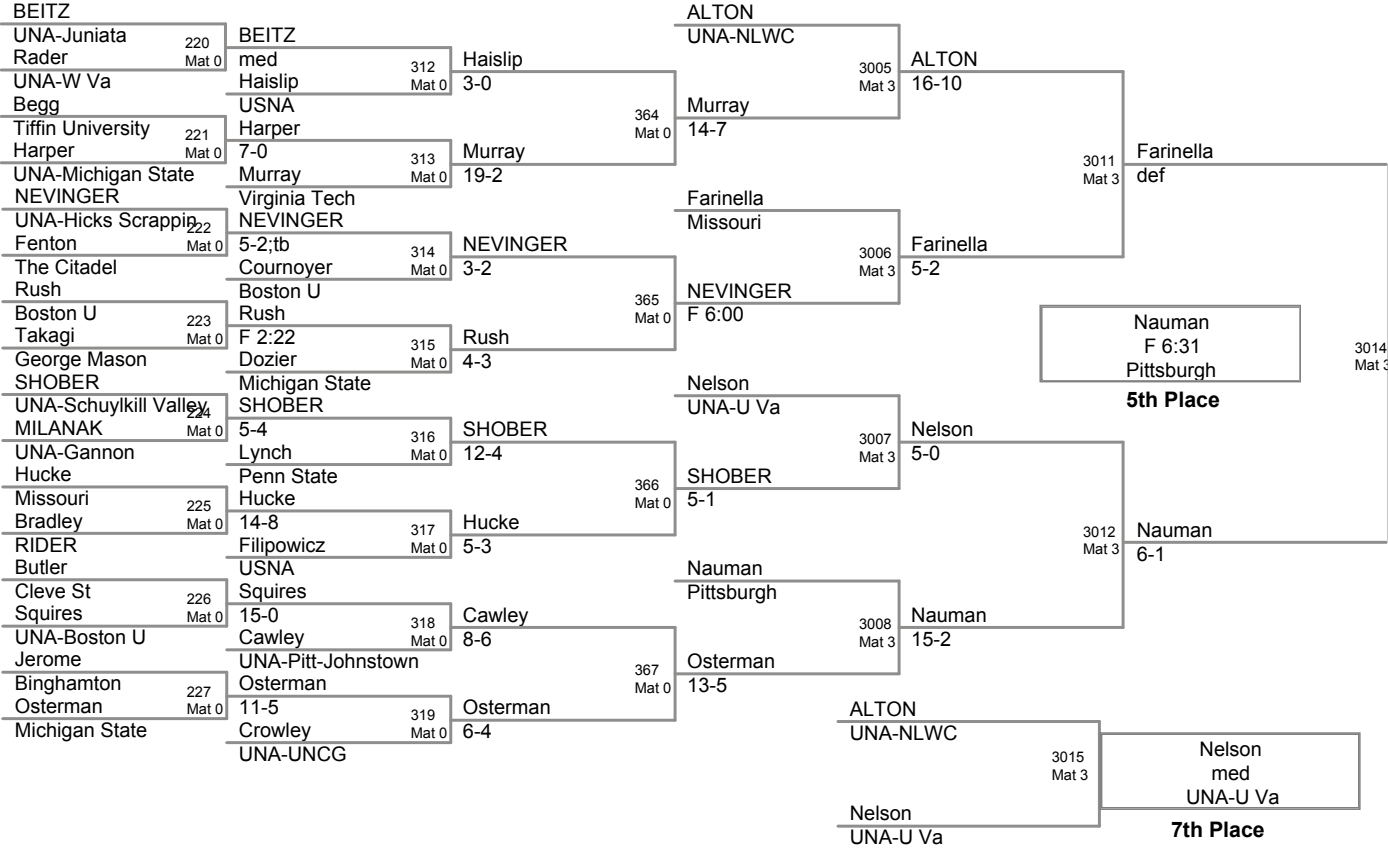 BEITZ
UNA-Juniata
Rader
UNA-W Va
Begg
Tiffin University
Harper
UNA-Michigan State
NEVINGER
UNA-Hicks Scrappin
Fenton
The Citadel
Rush
Boston U
Takagi
George Mason
SHOBER
UNA-Schuylkill Valley
MILANAK
UNA-Gannon
Hucke
Missouri
Bradley
RIDER
Butler
Cleve St
Squires
UNA-Boston U
Jerome
Binghamton
Osterman
Michigan State
220
Mat 0
221
Mat 0
222
Mat 0
223
Mat 0
224
Mat 0
225
Mat 0
226
Mat 0
227
Mat 0
BEITZ
med
Haislip
USNA
Harper
7-0
Murray
Virginia Tech
NEVINGER
5-2;tb
Cournoyer
Boston U
Rush
F 2:22
Dozier
Michigan State
SHOBER
5-4
Lynch
Penn State
Hucke
14-8
Filipowicz
USNA
Squires
15-0
Cawley
UNA-Pitt-Johnstown
Osterman
11-5
Crowley
UNA-UNCG
312
Mat 0
313
Mat 0
314
Mat 0
315
Mat 0
316
Mat 0
317
Mat 0
318
Mat 0
319
Mat 0
Haislip
3-0
Murray
19-2
NEVINGER
3-2
Rush
4-3
SHOBER
12-4
Hucke
5-3
Cawley
8-6
Osterman
6-4
364
Mat 0
365
Mat 0
366
Mat 0
367
Mat 0
ALTON
UNA-NLWC
Murray
14-7
Farinella
Missouri
NEVINGER
F 6:00
Nelson
UNA-U Va
SHOBER
5-1
Nauman
Pittsburgh
Osterman
13-5
3005
Mat 3
3006
Mat 3
3007
Mat 3
3008
Mat 3
ALTON
16-10
Farinella
5-2
Nelson
5-0
Nauman
15-2
3011
Mat 3
3012
Mat 3
Farinella
def
Nauman
6-1
3014
Mat 3
Nauman
F 6:31
Pittsburgh
5th Place
ALTON
UNA-NLWC
Nelson
UNA-U Va
3015
Mat 3
Nelson
med
UNA-U Va
7th Place